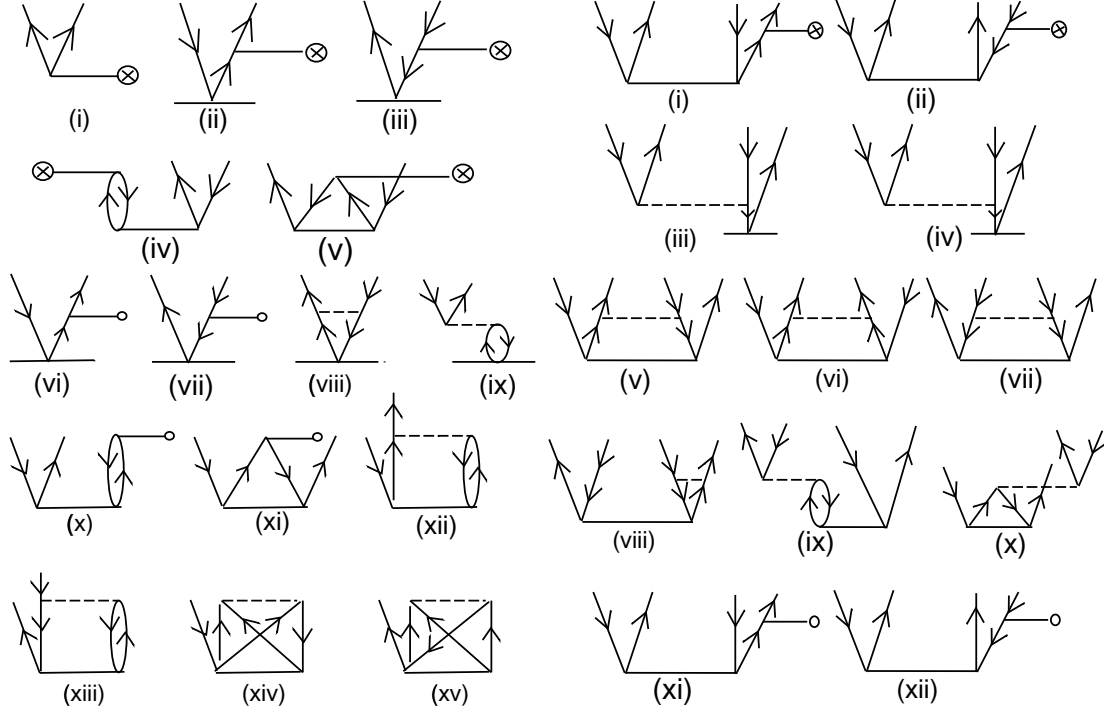 (i) (ii) (iii)
(iv) (v)
(vi) (vii) (viii) (ix)
(x) (xi) (xii)
(xiii) (xiv) (xv)
(i) (ii)
(iii) (iv)
(v) (vi) (vii)
(viii) (ix) (x)
(xi) (xii)